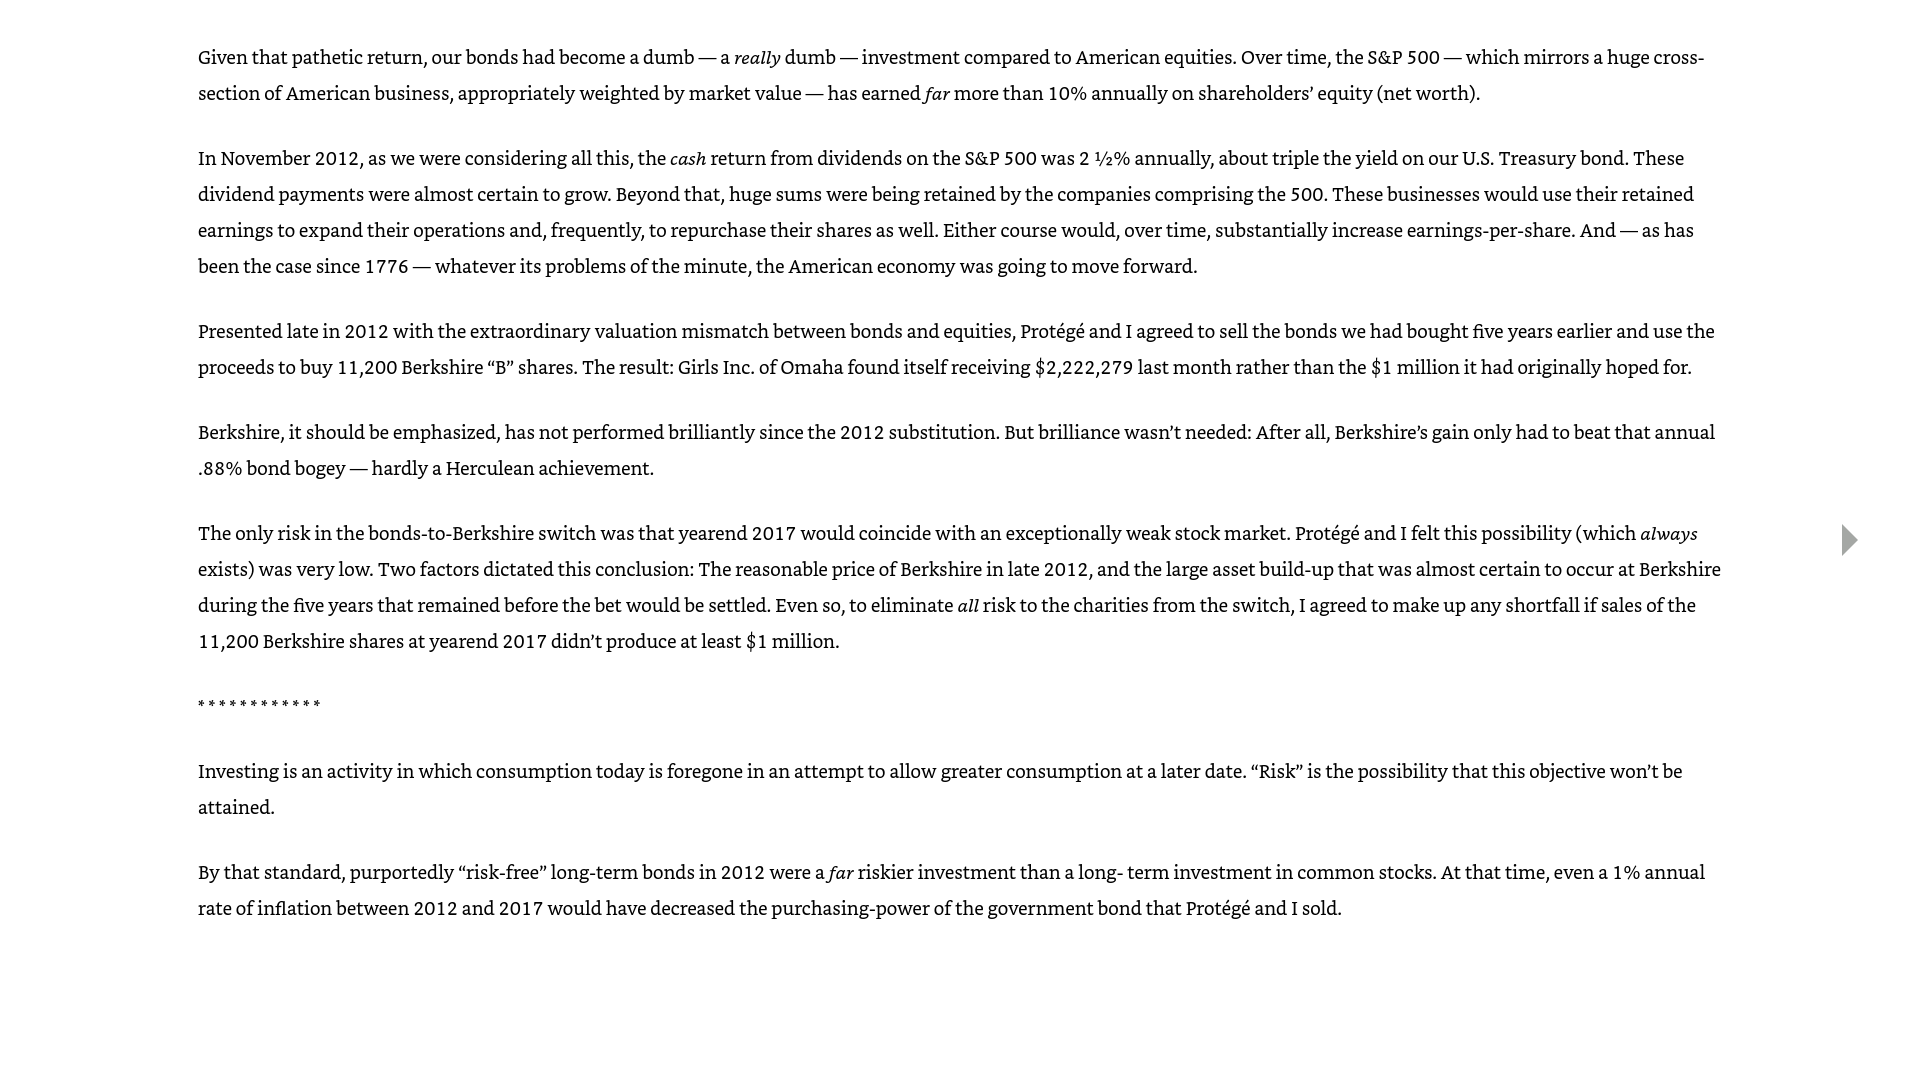 Given that pathetic return, our bonds had become a dumb — a really dumb — investment compared to American equities. Over time, the S&P 500 — which mirrors a huge cross-
section of American business, appropriately weighted by market value — has earned far more than 10% annually on shareholders’ equity (net worth).
In November 2012, as we were considering all this, the cash return from dividends on the S&P 500 was 2 ½% annually, about triple the yield on our U.S. Treasury bond. These
dividend payments were almost certain to grow. Beyond that, huge sums were being retained by the companies comprising the 500. These businesses would use their retained
earnings to expand their operations and, frequently, to repurchase their shares as well. Either course would, over time, substantially increase earnings-per-share. And — as has
been the case since 1776 — whatever its problems of the minute, the American economy was going to move forward.
Presented late in 2012 with the extraordinary valuation mismatch between bonds and equities, Protégé and I agreed to sell the bonds we had bought five years earlier and use the
proceeds to buy 11,200 Berkshire “B” shares. The result: Girls Inc. of Omaha found itself receiving $2,222,279 last month rather than the $1 million it had originally hoped for.
Berkshire, it should be emphasized, has not performed brilliantly since the 2012 substitution. But brilliance wasn’t needed: After all, Berkshire’s gain only had to beat that annual
.88% bond bogey — hardly a Herculean achievement.
The only risk in the bonds-to-Berkshire switch was that yearend 2017 would coincide with an exceptionally weak stock market. Protégé and I felt this possibility (which always
exists) was very low. Two factors dictated this conclusion: The reasonable price of Berkshire in late 2012, and the large asset build-up that was almost certain to occur at Berkshire
during the five years that remained before the bet would be settled. Even so, to eliminate all risk to the charities from the switch, I agreed to make up any shortfall if sales of the
11,200 Berkshire shares at yearend 2017 didn’t produce at least $1 million.
* * * * * * * * * * * *
Investing is an activity in which consumption today is foregone in an attempt to allow greater consumption at a later date. “Risk” is the possibility that this objective won’t be
attained.
By that standard, purportedly “risk-free” long-term bonds in 2012 were a far riskier investment than a long- term investment in common stocks. At that time, even a 1% annual
rate of inflation between 2012 and 2017 would have decreased the purchasing-power of the government bond that Protégé and I sold.